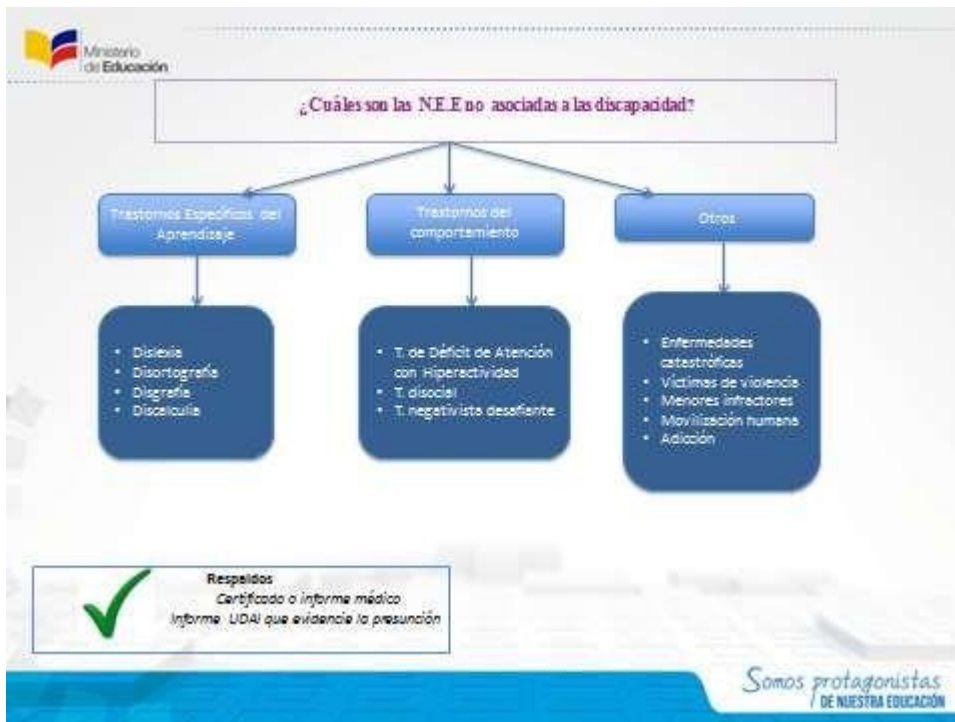 Ministerio
de Educación
¿Cuáles son las N.E.E no asociadas a las discapacidad?
Trastornos Específicos del
Aprendizaje
Trastornos del
comportamiento
Otros
• Dislexia
• Disortografía
• Disgrafía
• Discalculia
• T. de Déficit de Atención
con Hiperactividad
• T. disocial
• T. negativista desafiante
• Enfermedades
catastróficas
• Víctimas de violencia
• Menores infractores
• Movilización humana
• Adicción
Respaldos
Certificado o informe médico
Informe UDAI que evidencie la presunción
Somos protagonistas
DE NUESTRA EDUCACIÓN